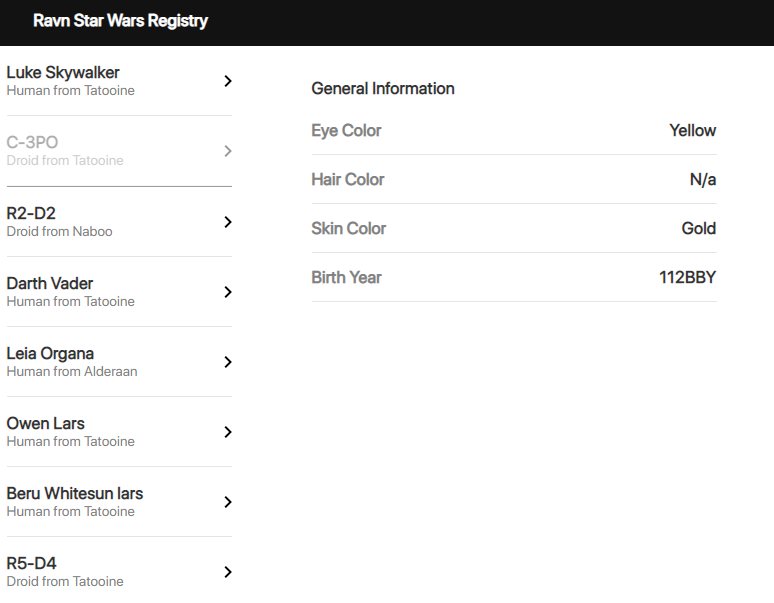 Ravn Star Wars Registry
Luke Skywalker
Human from Tatooine
C-3PO
Droid from Tatooine
R2-D2
Droid from Naboo
Darth Vader
Human from Tatooine
Leia Organa
Human from Alderaan
Owen Lars
Human from Tatooine
Beru Whitesun lars
Human from Tatooine
R5-D4
Droid from Tatooine
General Information
Eye Color Yellow
Hair Color N/a
Skin Color Gold
Birth Year 112BBY